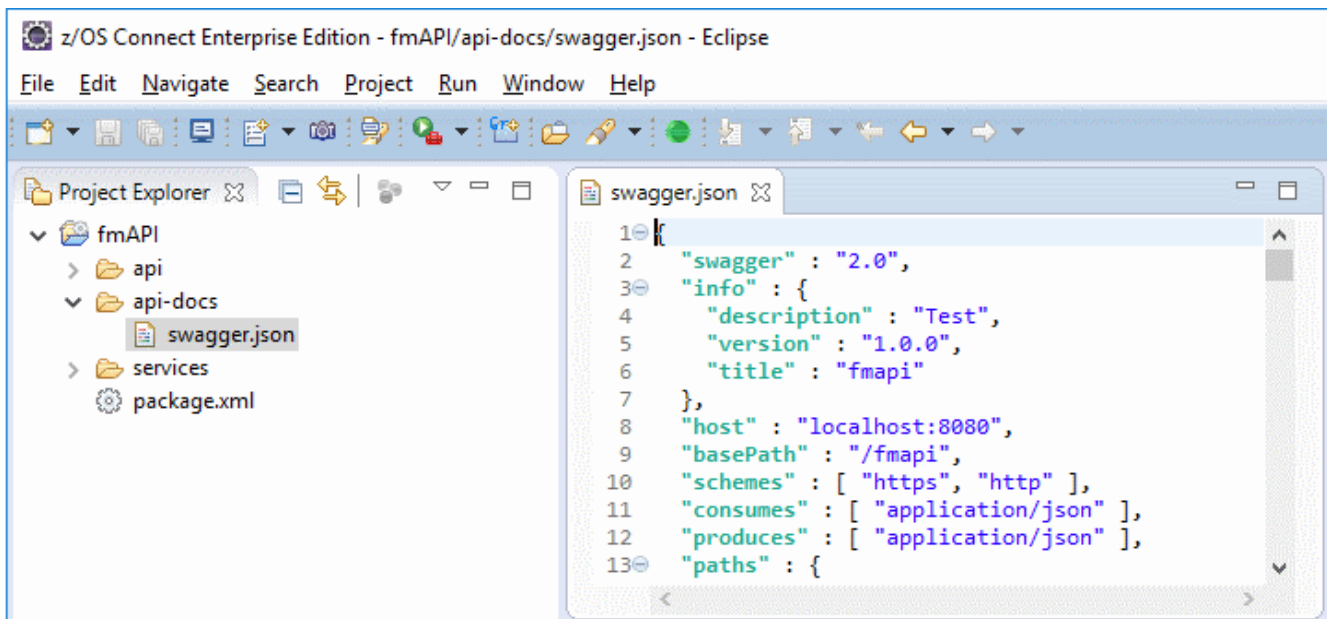 z/OS Connect Enterprise Edition - fmAPI/api-docs/swagger.json - Eclipse
File Edit Navigate Search Project Run Window Help
Project Explorer
fmAPI
api
api-docs
swagger.json
services
package.xml
swagger.json
1 {
2 "swagger" : "2.0",
3 "info" : {
4 "description" : "Test",
5 "version" : "1.0.0",
6 "title" : "fmapi"
7 },
8 "host" : "localhost:8080",
9 "basePath" : "/fmapi",
10 "schemes" : [ "https", "http" ],
11 "consumes" : [ "application/json" ],
12 "produces" : [ "application/json" ],
13 "paths" : {